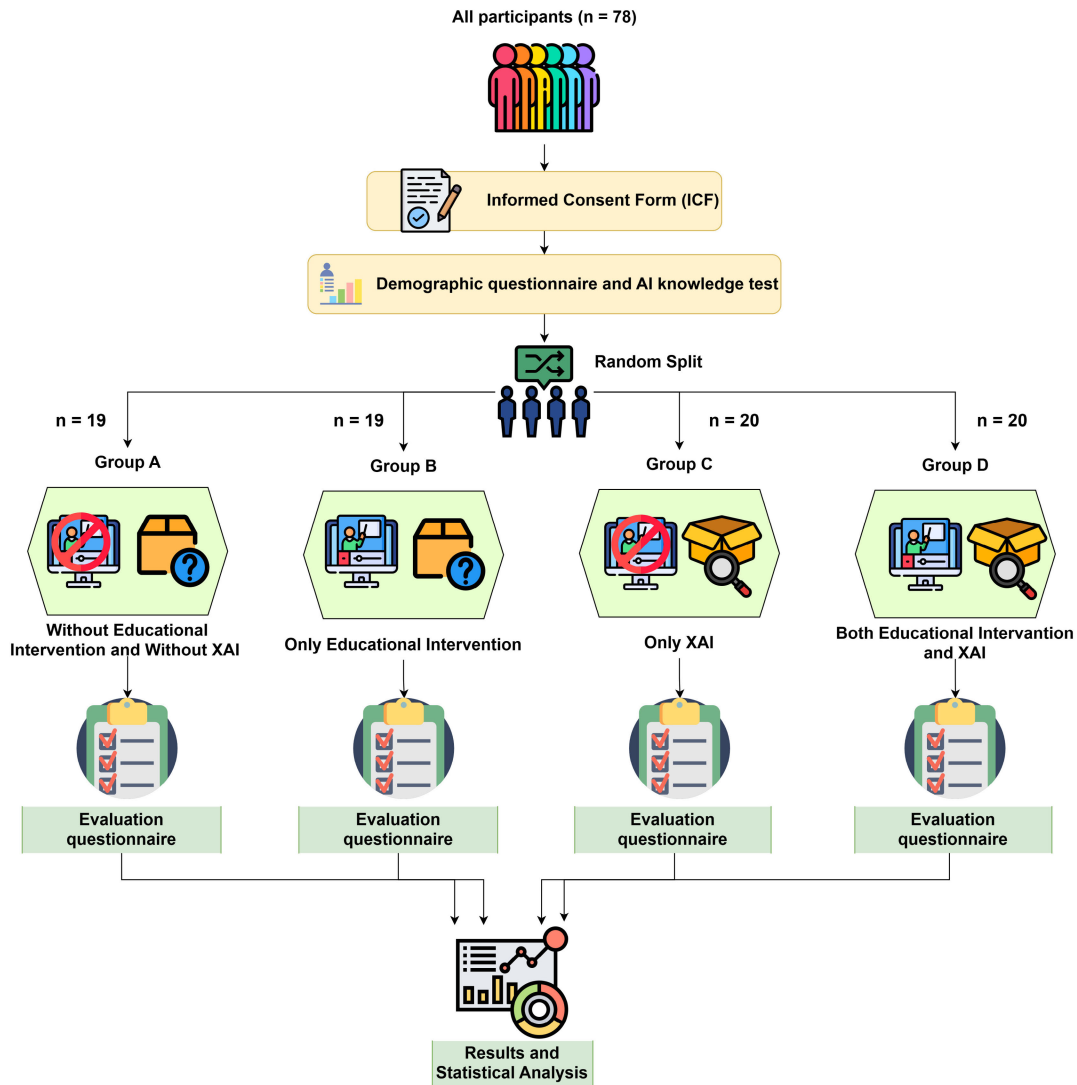 All participants (n = 78)
Informed Consent Form (ICF)
Demographic questionnaire and AI knowledge test
Random Split
n = 19
n = 19
n = 20
n = 20
Group A
Group B
Group C
Group D
?
?
Without Educational
Intervention and Without XAI
Only Educational Intervention
Only XAI
Both Educational Intervantion
and XAI
Evaluation
questionnaire
Evaluation
questionnaire
Evaluation
questionnaire
Evaluation
questionnaire
Results and
Statistical Analysis